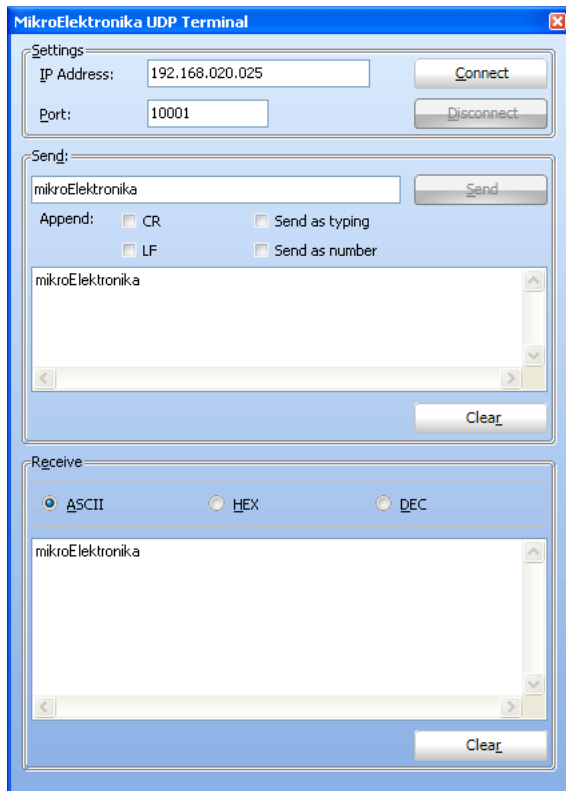 MikroElektronika UDP Terminal
Settings
IP Address: 192.168.020.025 Connect
Port: 10001 Disconnect
Send:
mikroElektronika Send
Append: CR Send as typing
LF Send as number
mikroElektronika
Clear
Receive
ASCII HEX DEC
mikroElektronika
Clear